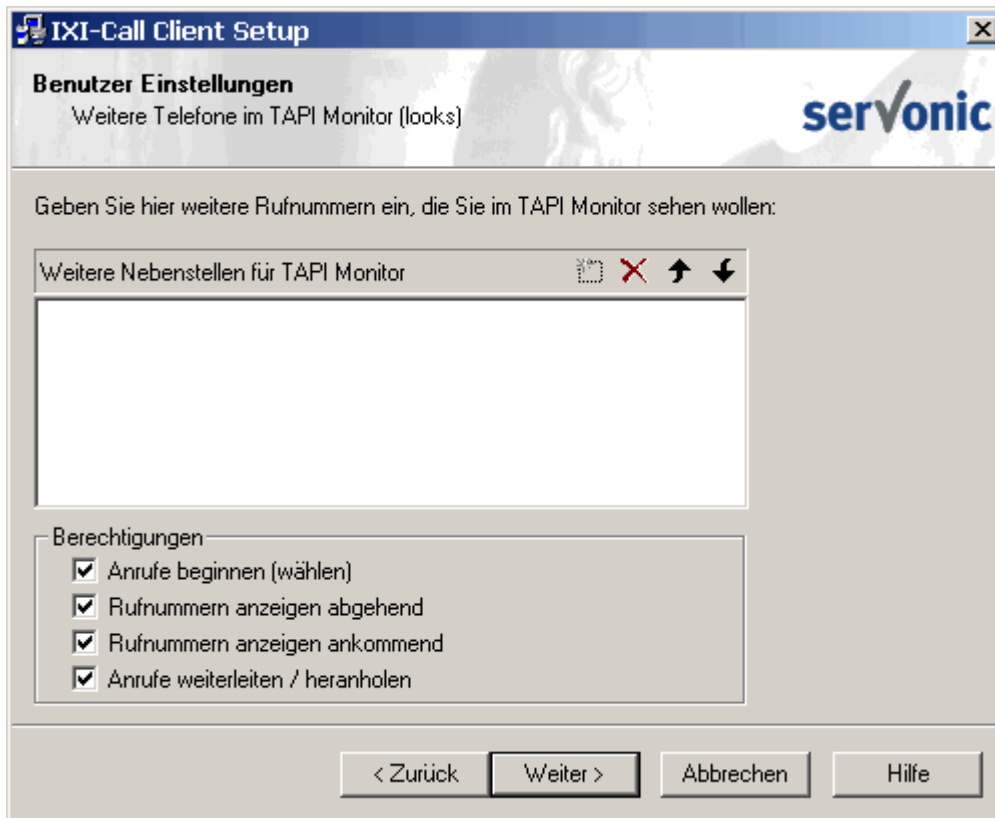 IXI-Call Client Setup
Benutzer Einstellungen
Weitere Telefone im TAPI Monitor (looks)
servonic
Geben Sie hier weitere Rufnummern ein, die Sie im TAPI Monitor sehen wollen:
Weitere Nebenstellen für TAPI Monitor
Berechtigungen
Anrufe beginnen (wählen)
Rufnummern anzeigen abgehend
Rufnummern anzeigen ankommend
Anrufe weiterleiten / heranholen
< Zurück
Weiter >
Abbrechen
Hilfe